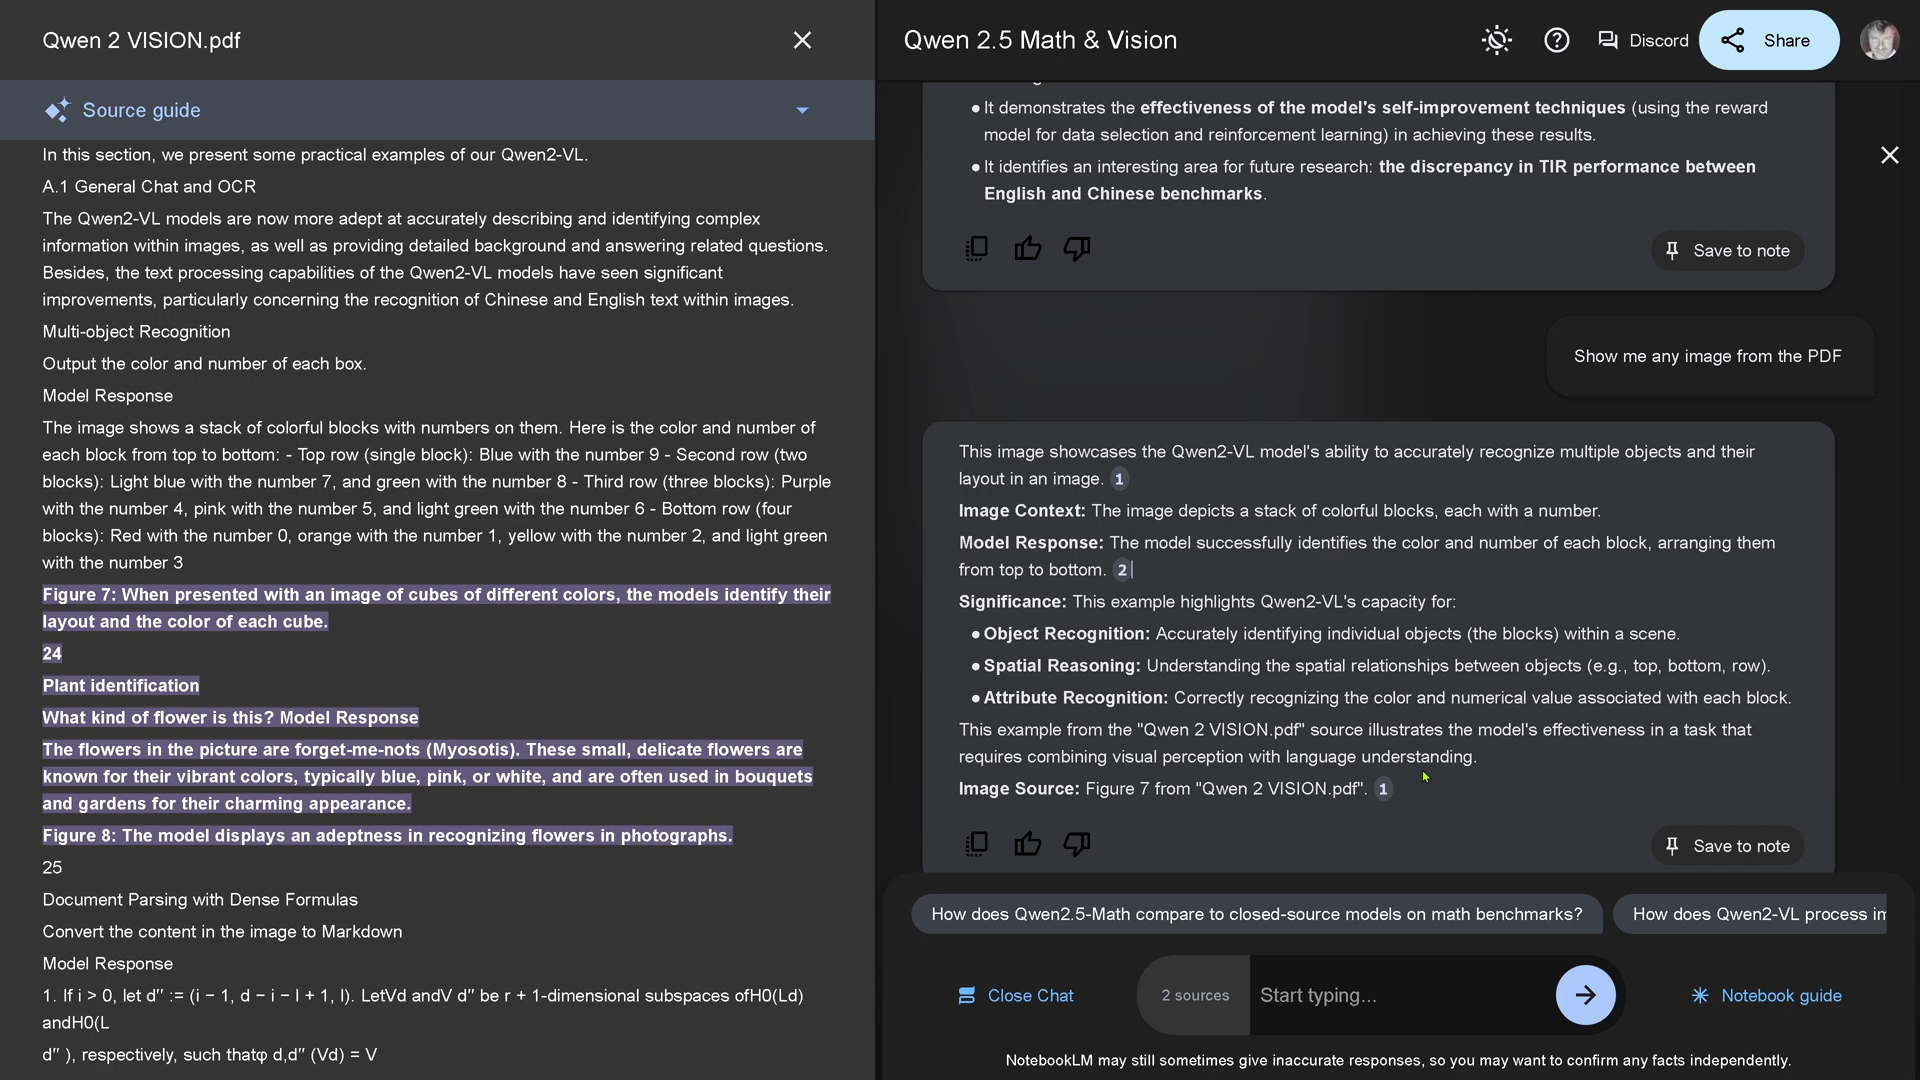 Qwen 2 VISION.pdf
Source guide
In this section, we present some practical examples of our Qwen2-VL.
A.1 General Chat and OCR
The Qwen2-VL models are now more adept at accurately describing and identifying complex
information within images, as well as providing detailed background and answering related questions.
Besides, the text processing capabilities of the Qwen2-VL models have seen significant
improvements, particularly concerning the recognition of Chinese and English text within images.
Multi-object Recognition
Output the color and number of each box.
Model Response
The image shows a stack of colorful blocks with numbers on them. Here is the color and number of
each block from top to bottom: - Top row (single block): Blue with the number 9 - Second row (two
blocks): Light blue with the number 7, and green with the number 8 - Third row (three blocks): Purple
with the number 4, pink with the number 5, and light green with the number 6 - Bottom row (four
blocks): Red with the number 0, orange with the number 1, yellow with the number 2, and light green
with the number 3
Figure 7: When presented with an image of cubes of different colors, the models identify their
layout and the color of each cube.
24
Plant identification
What kind of flower is this? Model Response
The flowers in the picture are forget-me-nots (Myosotis). These small, delicate flowers are
known for their vibrant colors, typically blue, pink, or white, and are often used in bouquets
and gardens for their charming appearance.
Figure 8: The model displays an adeptness in recognizing flowers in photographs.
25
Document Parsing with Dense Formulas
Convert the content in the image to Markdown
Model Response
1. If i > 0, let d′′ := (i − 1, d − i − l + 1, l). LetVd andV d′′ be r + 1-dimensional subspaces ofH0(Ld)
andH0(L
d′′ ), respectively, such thatφ d,d′′ (Vd) = V
Qwen 2.5 Math & Vision
Discord
Share
• It demonstrates the effectiveness of the model's self-improvement techniques (using the reward
model for data selection and reinforcement learning) in achieving these results.
• It identifies an interesting area for future research: the discrepancy in TIR performance between
English and Chinese benchmarks.
Save to note
Show me any image from the PDF
This image showcases the Qwen2-VL model's ability to accurately recognize multiple objects and their
layout in an image. 1
Image Context: The image depicts a stack of colorful blocks, each with a number.
Model Response: The model successfully identifies the color and number of each block, arranging them
from top to bottom. 2
Significance: This example highlights Qwen2-VL's capacity for:
• Object Recognition: Accurately identifying individual objects (the blocks) within a scene.
• Spatial Reasoning: Understanding the spatial relationships between objects (e.g., top, bottom, row).
• Attribute Recognition: Correctly recognizing the color and numerical value associated with each block.
This example from the "Qwen 2 VISION.pdf" source illustrates the model's effectiveness in a task that
requires combining visual perception with language understanding.
Image Source: Figure 7 from "Qwen 2 VISION.pdf". 1
Save to note
How does Qwen2.5-Math compare to closed-source models on math benchmarks?
How does Qwen2-VL process
Close Chat
2 sources
Start typing...
Notebook guide
NotebookLM may still sometimes give inaccurate responses, so you may want to confirm any facts independently.